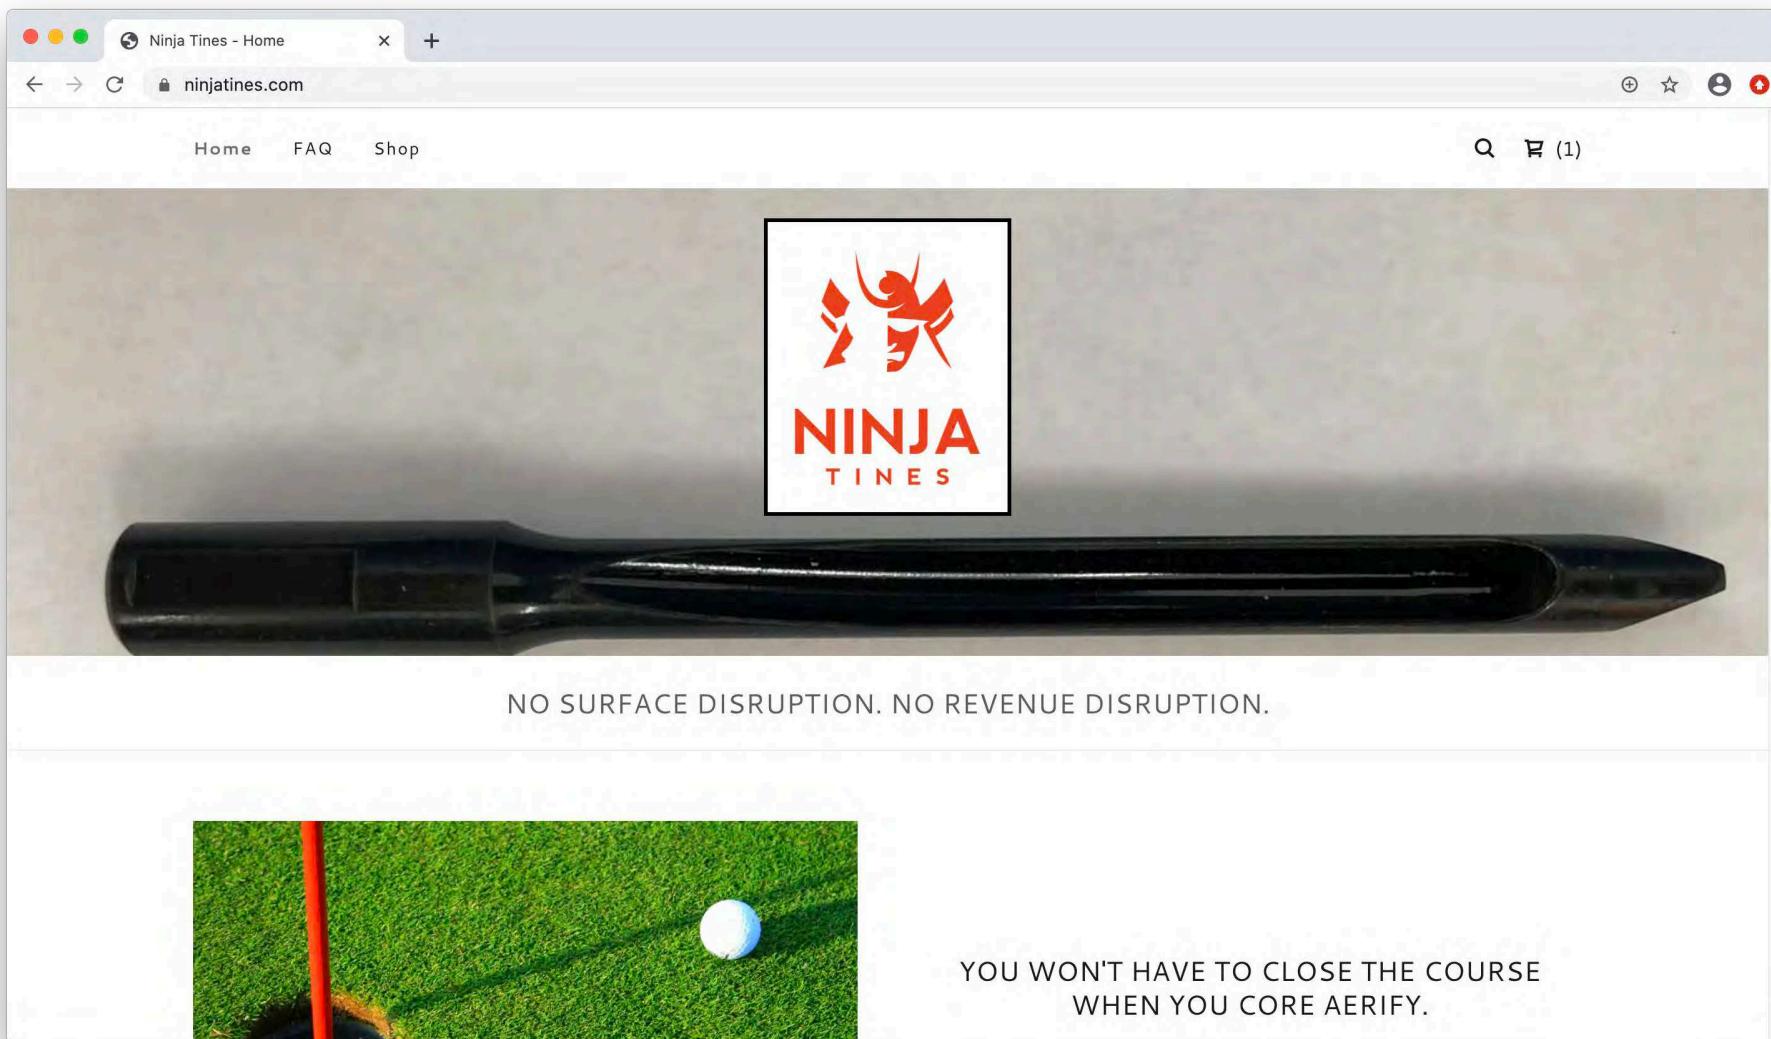 Ninja Tines - Home
ninjatines.com
Home FAQ Shop (1)
NINJA
TINES
NO SURFACE DISRUPTION. NO REVENUE DISRUPTION.
YOU WON'T HAVE TO CLOSE THE COURSE
WHEN YOU CORE AERIFY.